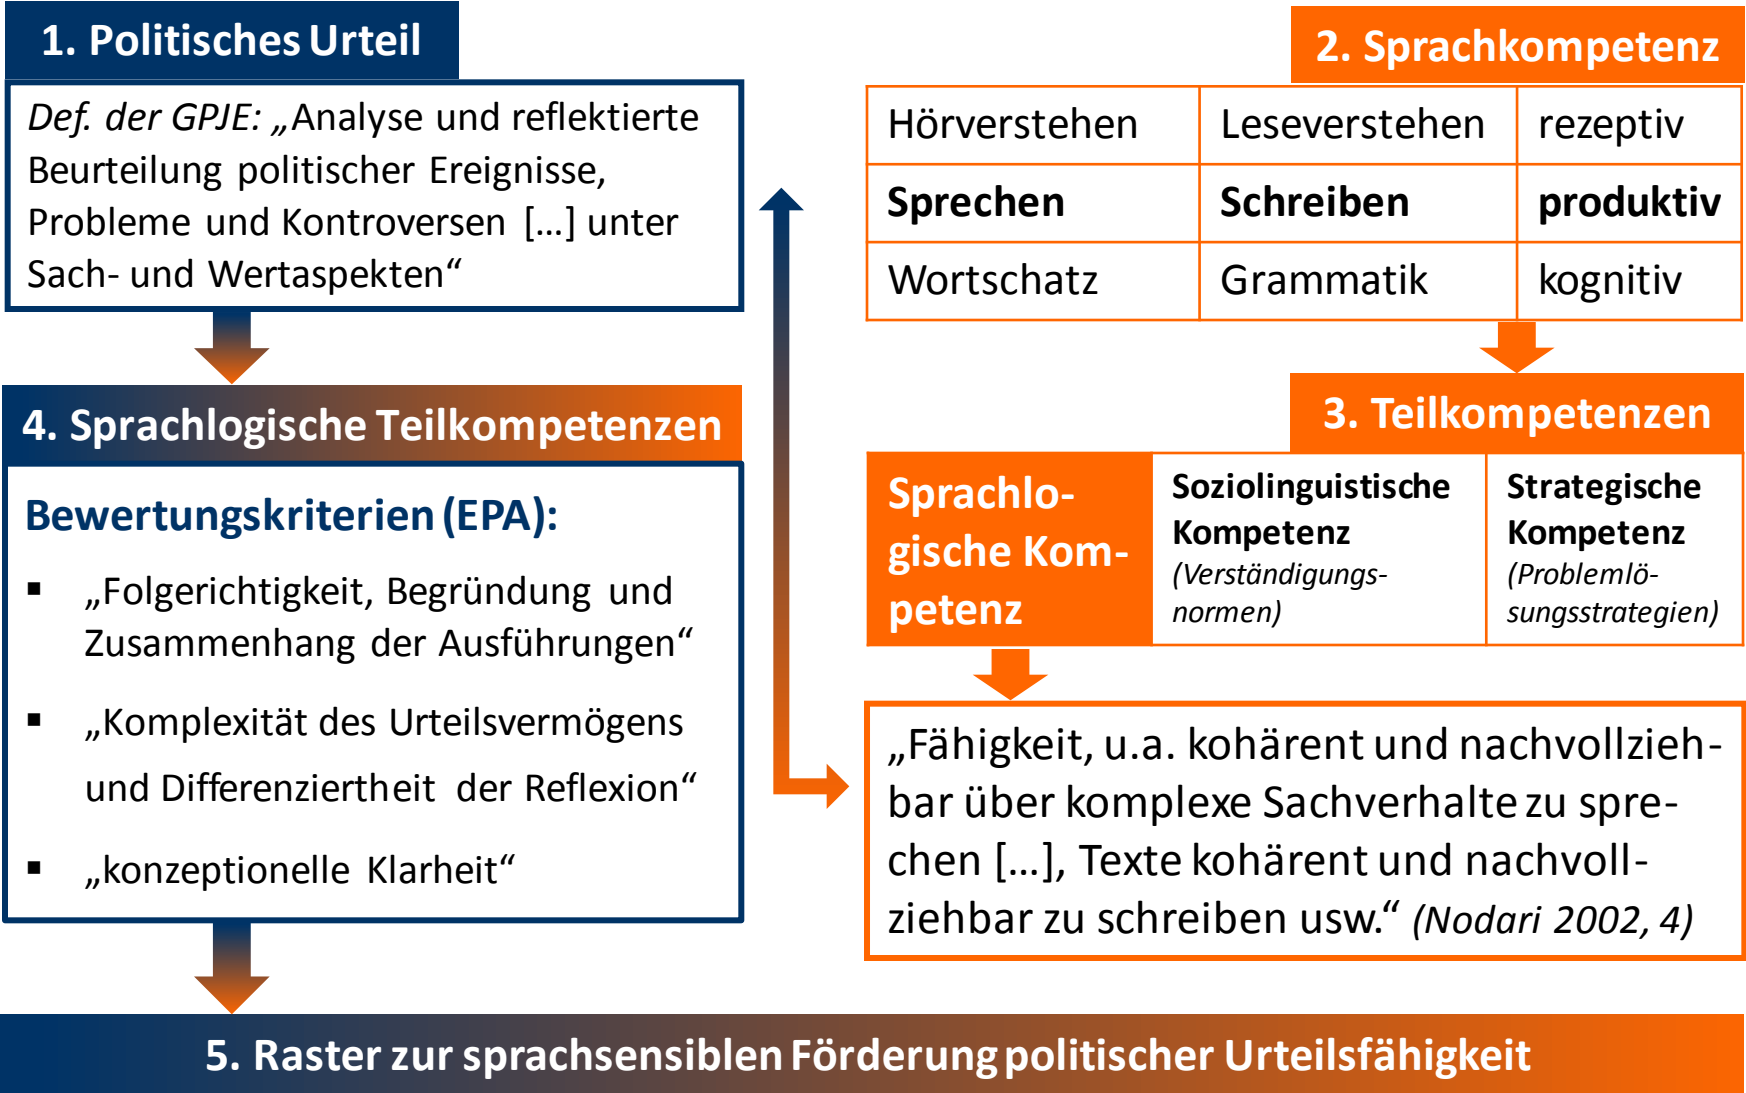 1. Politisches Urteil
Def. der GPJE: „Analyse und reflektierte
Beurteilung politischer Ereignisse,
Probleme und Kontroversen […] unter
Sach- und Wertaspekten“
2. Sprachkompetenz
Hörverstehen Leseverstehen rezeptiv
Sprechen Schreiben produktiv
Wortschatz Grammatik kognitiv
3. Teilkompetenzen
Sprachlo-
gische Kom-
petenz
Soziolinguistische
Kompetenz
(Verständigungs-
normen)
Strategische
Kompetenz
(Problemlö-
sungsstrategien)
„Fähigkeit, u.a. kohärent und nachvollzieh-
bar über komplexe Sachverhalte zu spre-
chen […], Texte kohärent und nachvoll-
ziehbar zu schreiben usw.“ (Nodari 2002, 4)
4. Sprachlogische Teilkompetenzen
Bewertungskriterien (EPA):
▪ „Folgerichtigkeit, Begründung und
Zusammenhang der Ausführungen“
▪ „Komplexität des Urteilsvermögens
und Differenziertheit der Reflexion“
▪ „konzeptionelle Klarheit“
5. Raster zur sprachsensiblen Förderung politischer Urteilsfähigkeit